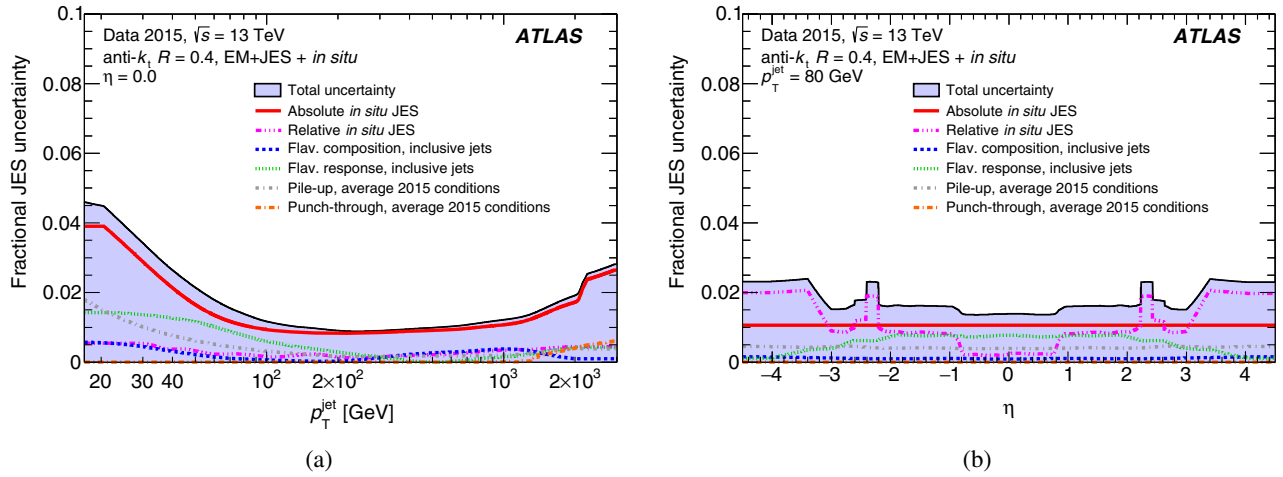 Data 2015, √s = 13 TeV
ATLAS
anti-kt R = 0.4, EM+JES + in situ
η = 0.0
Total uncertainty
Absolute in situ JES
Relative in situ JES
Flav. composition, inclusive jets
Flav. response, inclusive jets
Pile-up, average 2015 conditions
Punch-through, average 2015 conditions
Fractional JES uncertainty
0.1
0.08
0.06
0.04
0.02
0
20 30 40 10² 2×10² 10³ 2×10³
pTjet [GeV]
(a)
Data 2015, √s = 13 TeV
ATLAS
anti-kt R = 0.4, EM+JES + in situ
pTjet = 80 GeV
Total uncertainty
Absolute in situ JES
Relative in situ JES
Flav. composition, inclusive jets
Flav. response, inclusive jets
Pile-up, average 2015 conditions
Punch-through, average 2015 conditions
Fractional JES uncertainty
0.1
0.08
0.06
0.04
0.02
0
−4 −3 −2 −1 0 1 2 3 4
η
(b)